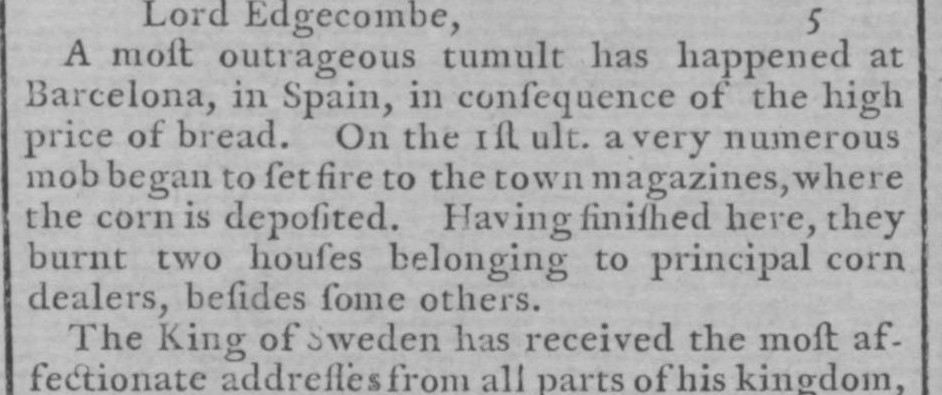 Lord Edgecombe, 5
A moſt outrageous tumult has happened at
Barcelona, in Spain, in conſequence of the high
price of bread. On the 1ſt ult. a very numerous
mob began to ſet fire to the town magazines, where
the corn is depoſited. Having finiſhed here, they
burnt two houſes belonging to principal corn
dealers, beſides ſome others.
The King of Sweden has received the moſt af-
fectionate addreſſes from all parts of his kingdom,